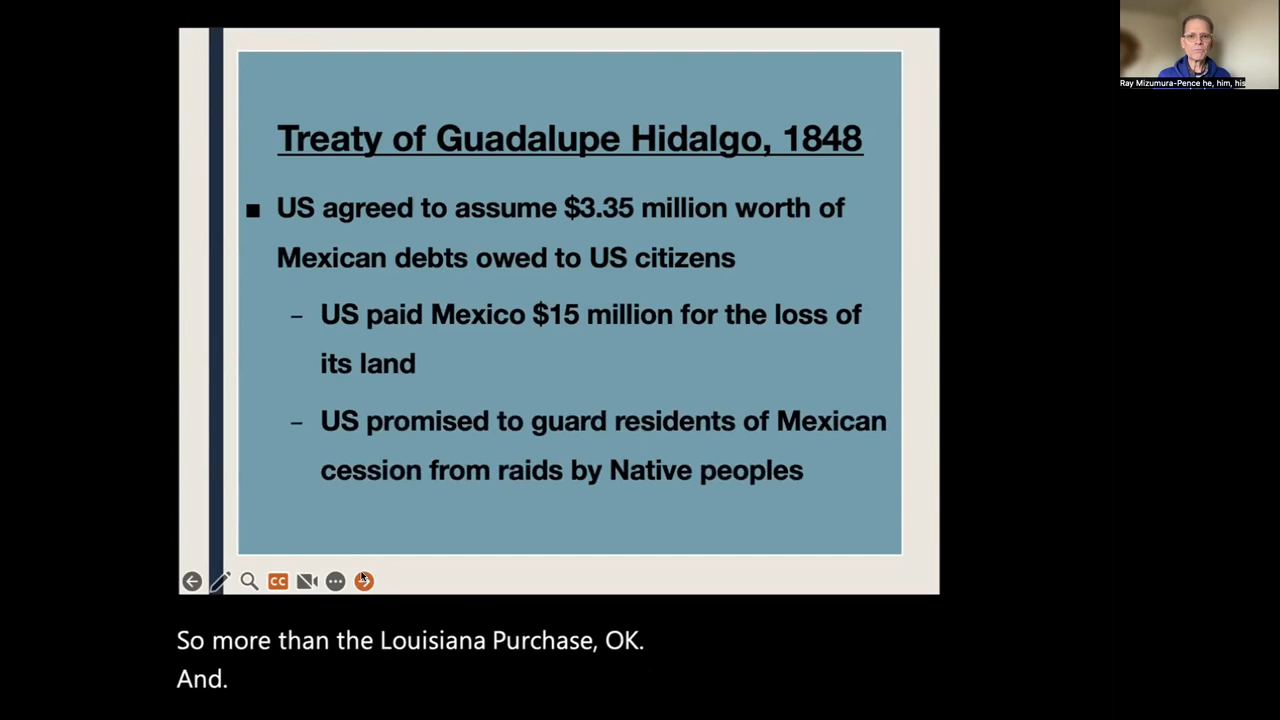 Treaty of Guadalupe Hidalgo, 1848
■ US agreed to assume $3.35 million worth of
Mexican debts owed to US citizens
– US paid Mexico $15 million for the loss of
its land
– US promised to guard residents of Mexican
cession from raids by Native peoples
CC
So more than the Louisiana Purchase, OK.
And.
Ray Mizumura-Pence he, him, his